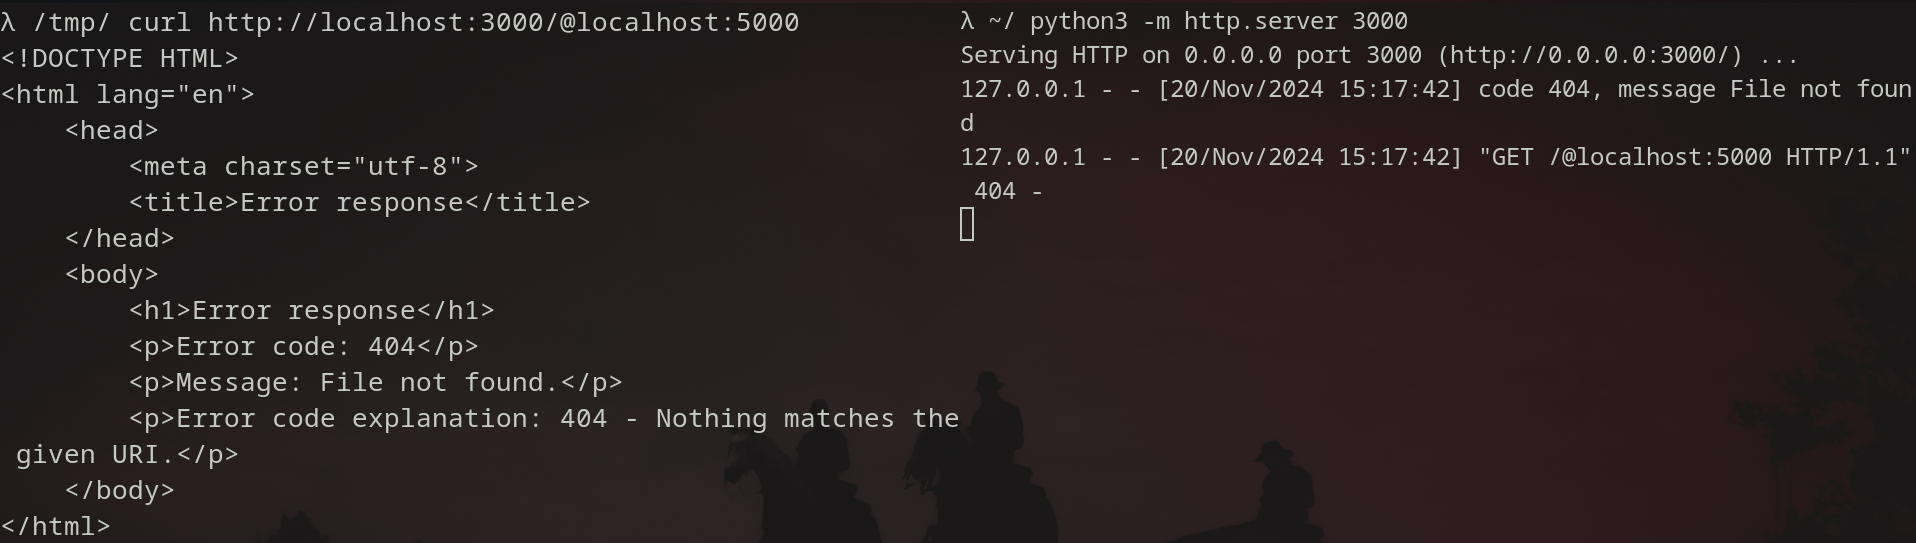 λ /tmp/ curl http://localhost:3000/@localhost:5000
<!DOCTYPE HTML>
<html lang="en">
    <head>
        <meta charset="utf-8">
        <title>Error response</title>
    </head>
    <body>
        <h1>Error response</h1>
        <p>Error code: 404</p>
        <p>Message: File not found.</p>
        <p>Error code explanation: 404 - Nothing matches the
 given URI.</p>
    </body>
</html>
λ ~/ python3 -m http.server 3000
Serving HTTP on 0.0.0.0 port 3000 (http://0.0.0.0:3000/) ...
127.0.0.1 - - [20/Nov/2024 15:17:42] code 404, message File not foun
d
127.0.0.1 - - [20/Nov/2024 15:17:42] "GET /@localhost:5000 HTTP/1.1"
 404 -